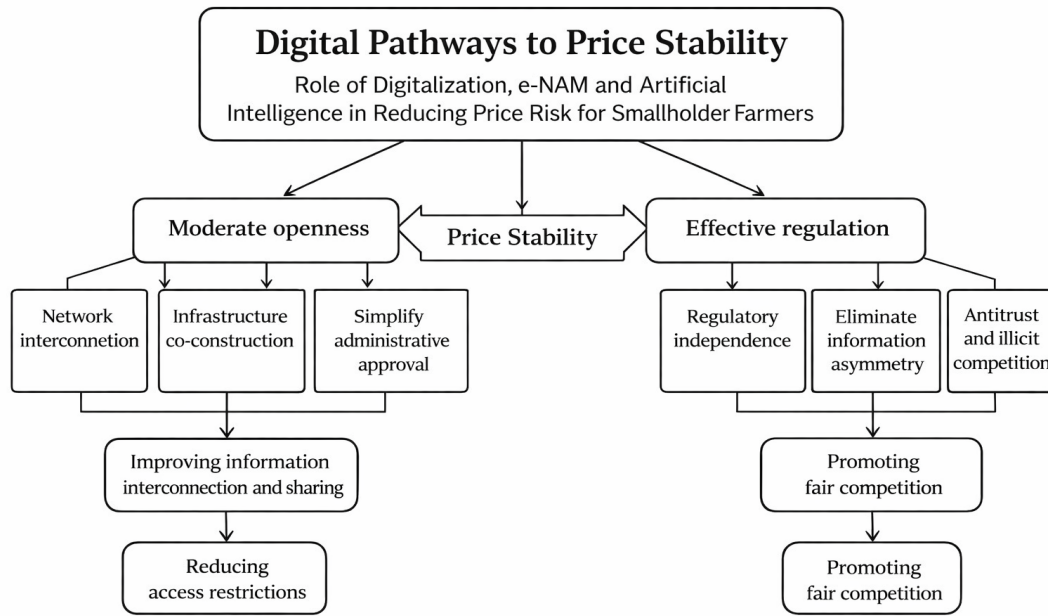 Digital Pathways to Price Stability
Role of Digitalization, e-NAM and Artificial
Intelligence in Reducing Price Risk for Smallholder Farmers
Moderate openness
Price Stability
Effective regulation
Network
interconnetion
Infrastructure
co-construction
Simplify
administrative
approval
Regulatory
independence
Eliminate
information
asymmetry
Antitrust
and illicit
competition
Improving information
interconnection and sharing
Promoting
fair competition
Reducing
access restrictions
Promoting
fair competition